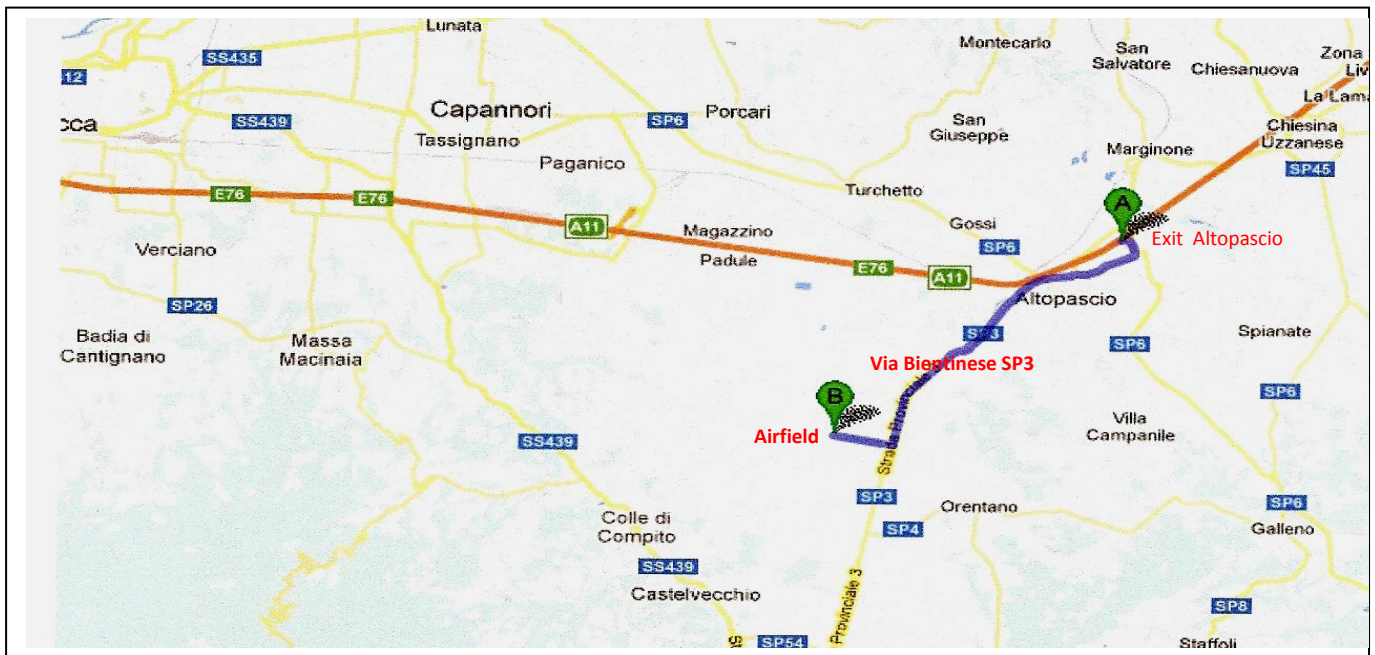 Lunata
SS435
12
Capannori
SS439
cca
Tassignano
Paganico
SP6
Porcari
Montecarlo
San
Salvatore
Chiesanuova
Zona
Liv
La Lama
San
Giuseppe
Marginone
Chiesina
Uzzanese
SP45
Turchetto
E76
E76
A11
Verciano
Magazzino
Padule
Gossi
SP6
A
Exit Altopascio
E76
A11
SP26
Altopascio
Badia di
Cantignano
Massa
Macinaia
SP3
SP6
Spianate
Via Bientinese SP3
B
SP6
Airfield
Villa
Campanile
SS439
SP3
Orentano
SP6
SP4
Galleno
Colle di
Compito
SS439
Castelvecchio
Provinciale 3
SP8
SP54
Staffoli